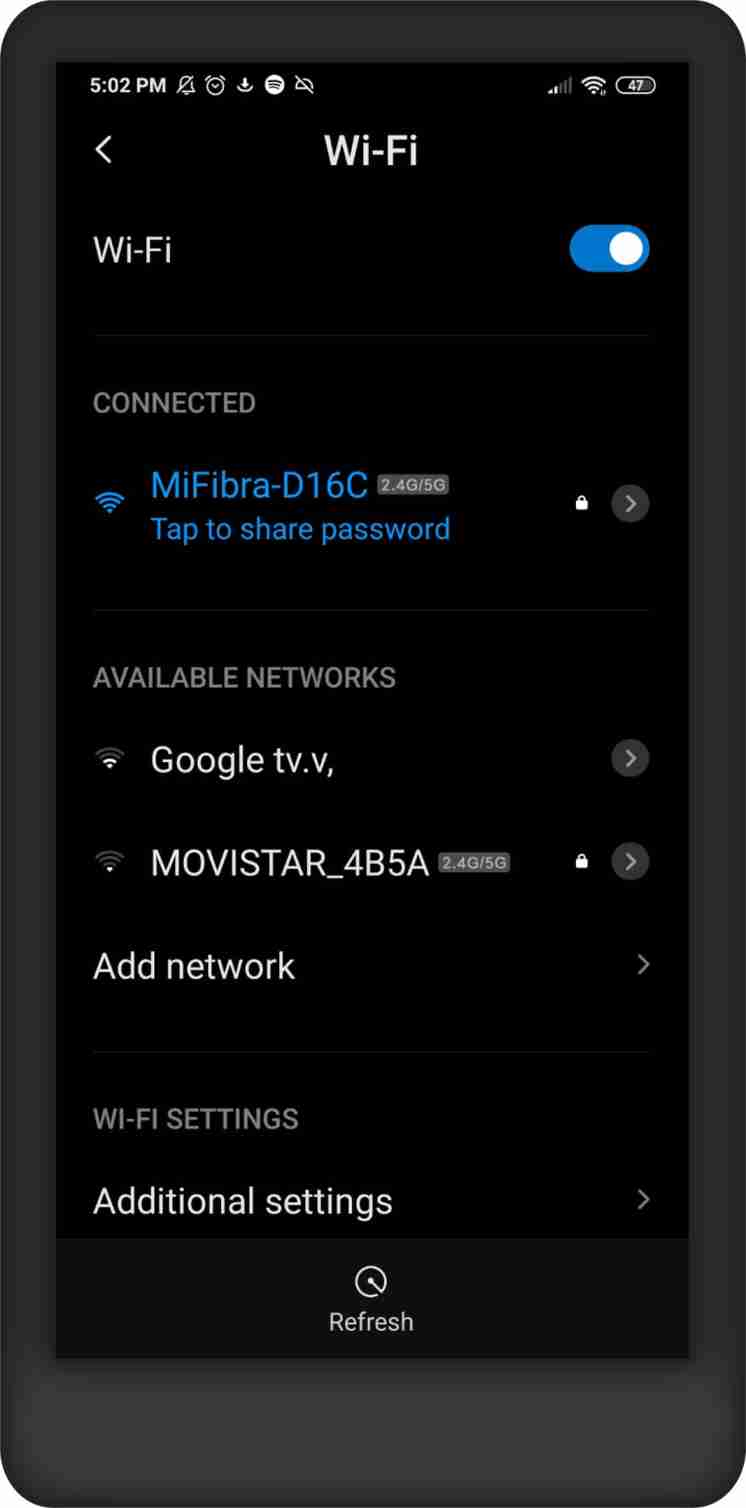 5:02 PM 47
Wi-Fi
Wi-Fi
CONNECTED
MiFibra-D16C 2.4G/5G
Tap to share password
AVAILABLE NETWORKS
Google tv.v,
MOVISTAR_4B5A 2.4G/5G
Add network
WI-FI SETTINGS
Additional settings
Refresh